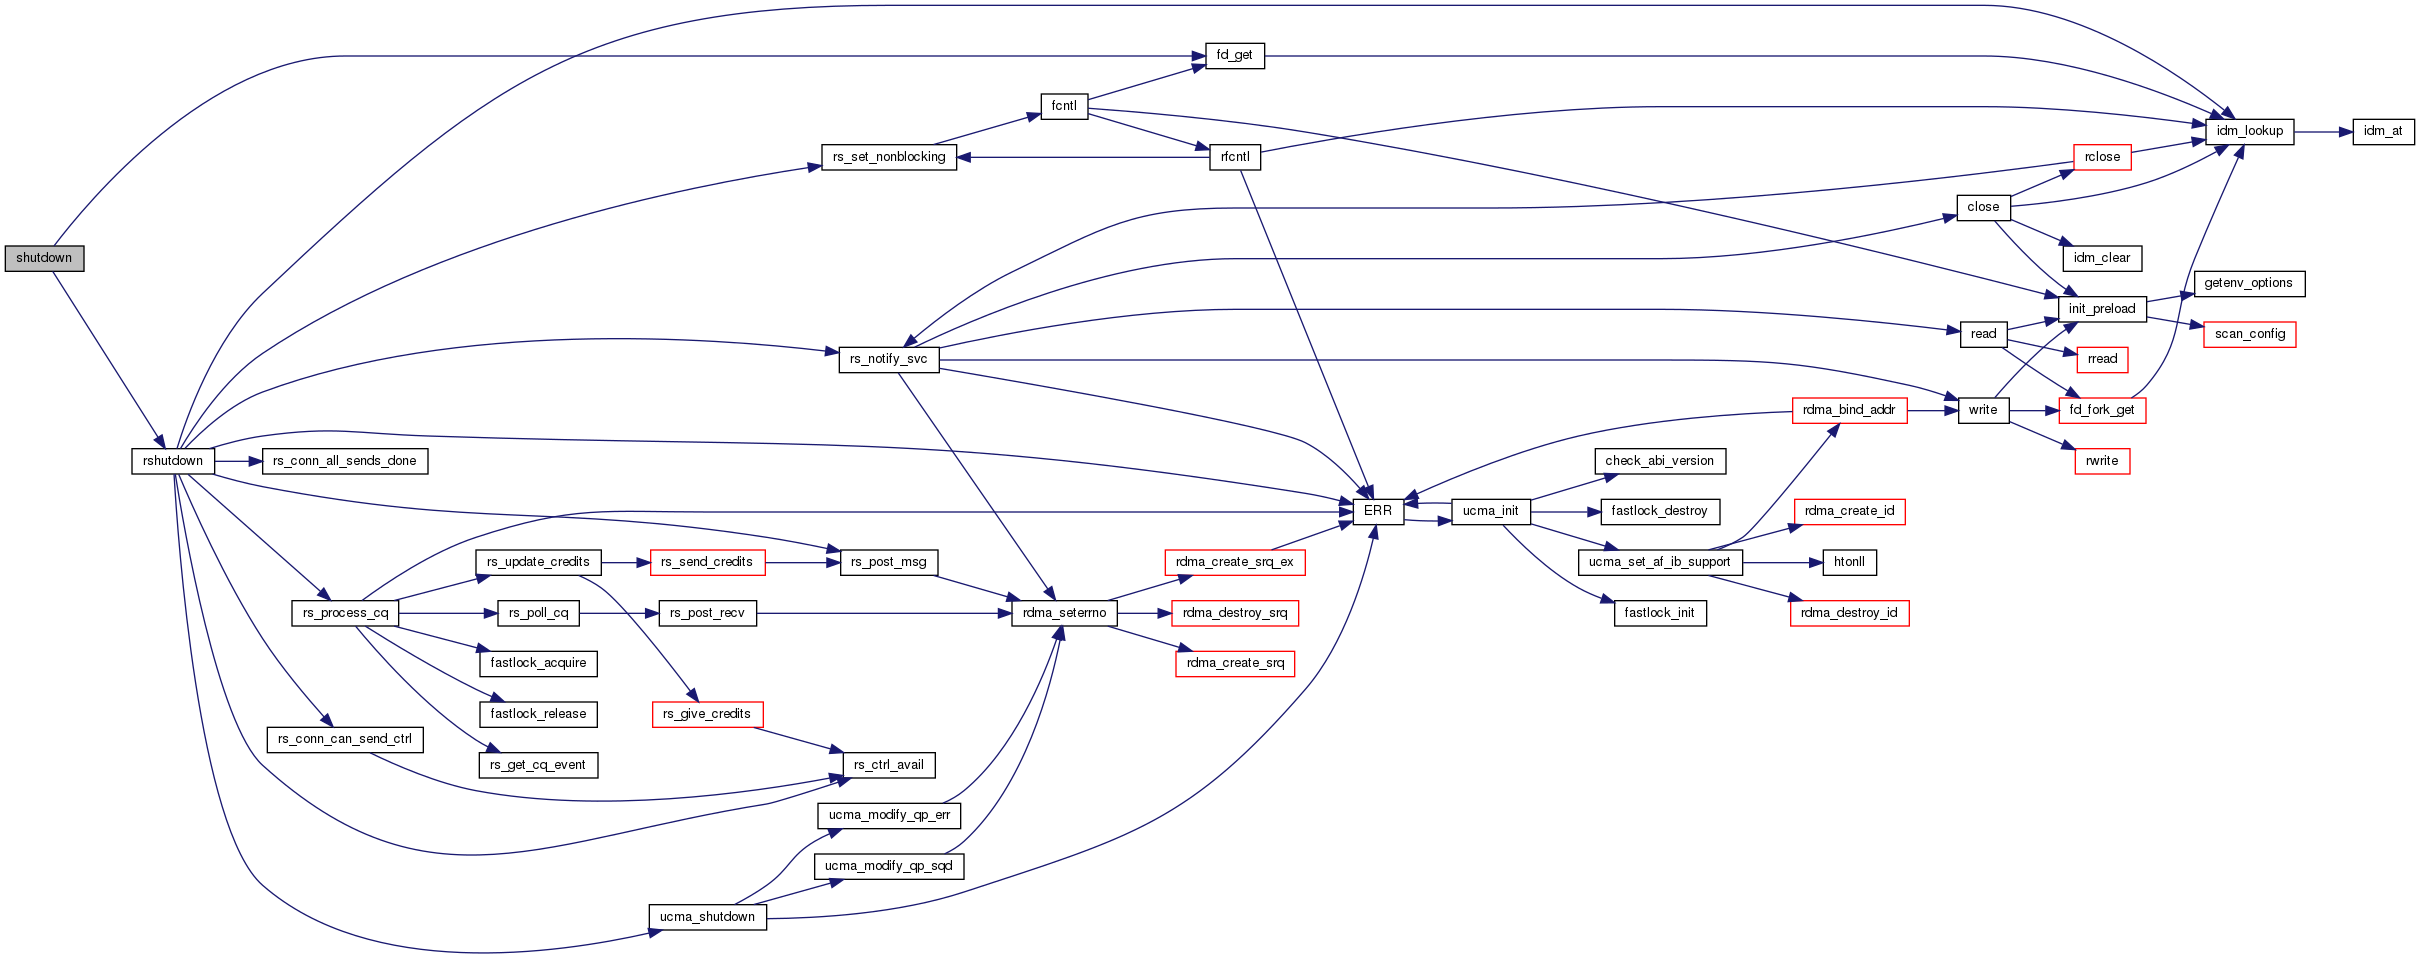 shutdown
rshutdown
fd_get
fcntl
rs_set_nonblocking
rfcntl
idm_lookup
idm_at
rclose
close
idm_clear
getenv_options
init_preload
scan_config
read
rread
rs_notify_svc
fd_fork_get
write
rwrite
rdma_bind_addr
rs_conn_all_sends_done
check_abi_version
ERR
ucma_init
fastlock_destroy
rdma_create_id
ucma_set_af_ib_support
htonll
rdma_destroy_id
fastlock_init
rs_update_credits
rs_send_credits
rs_post_msg
rdma_create_srq_ex
rs_process_cq
rs_poll_cq
rs_post_recv
rdma_seterrno
rdma_destroy_srq
rdma_create_srq
fastlock_acquire
fastlock_release
rs_give_credits
rs_conn_can_send_ctrl
rs_get_cq_event
rs_ctrl_avail
ucma_modify_qp_err
ucma_modify_qp_sqd
ucma_shutdown